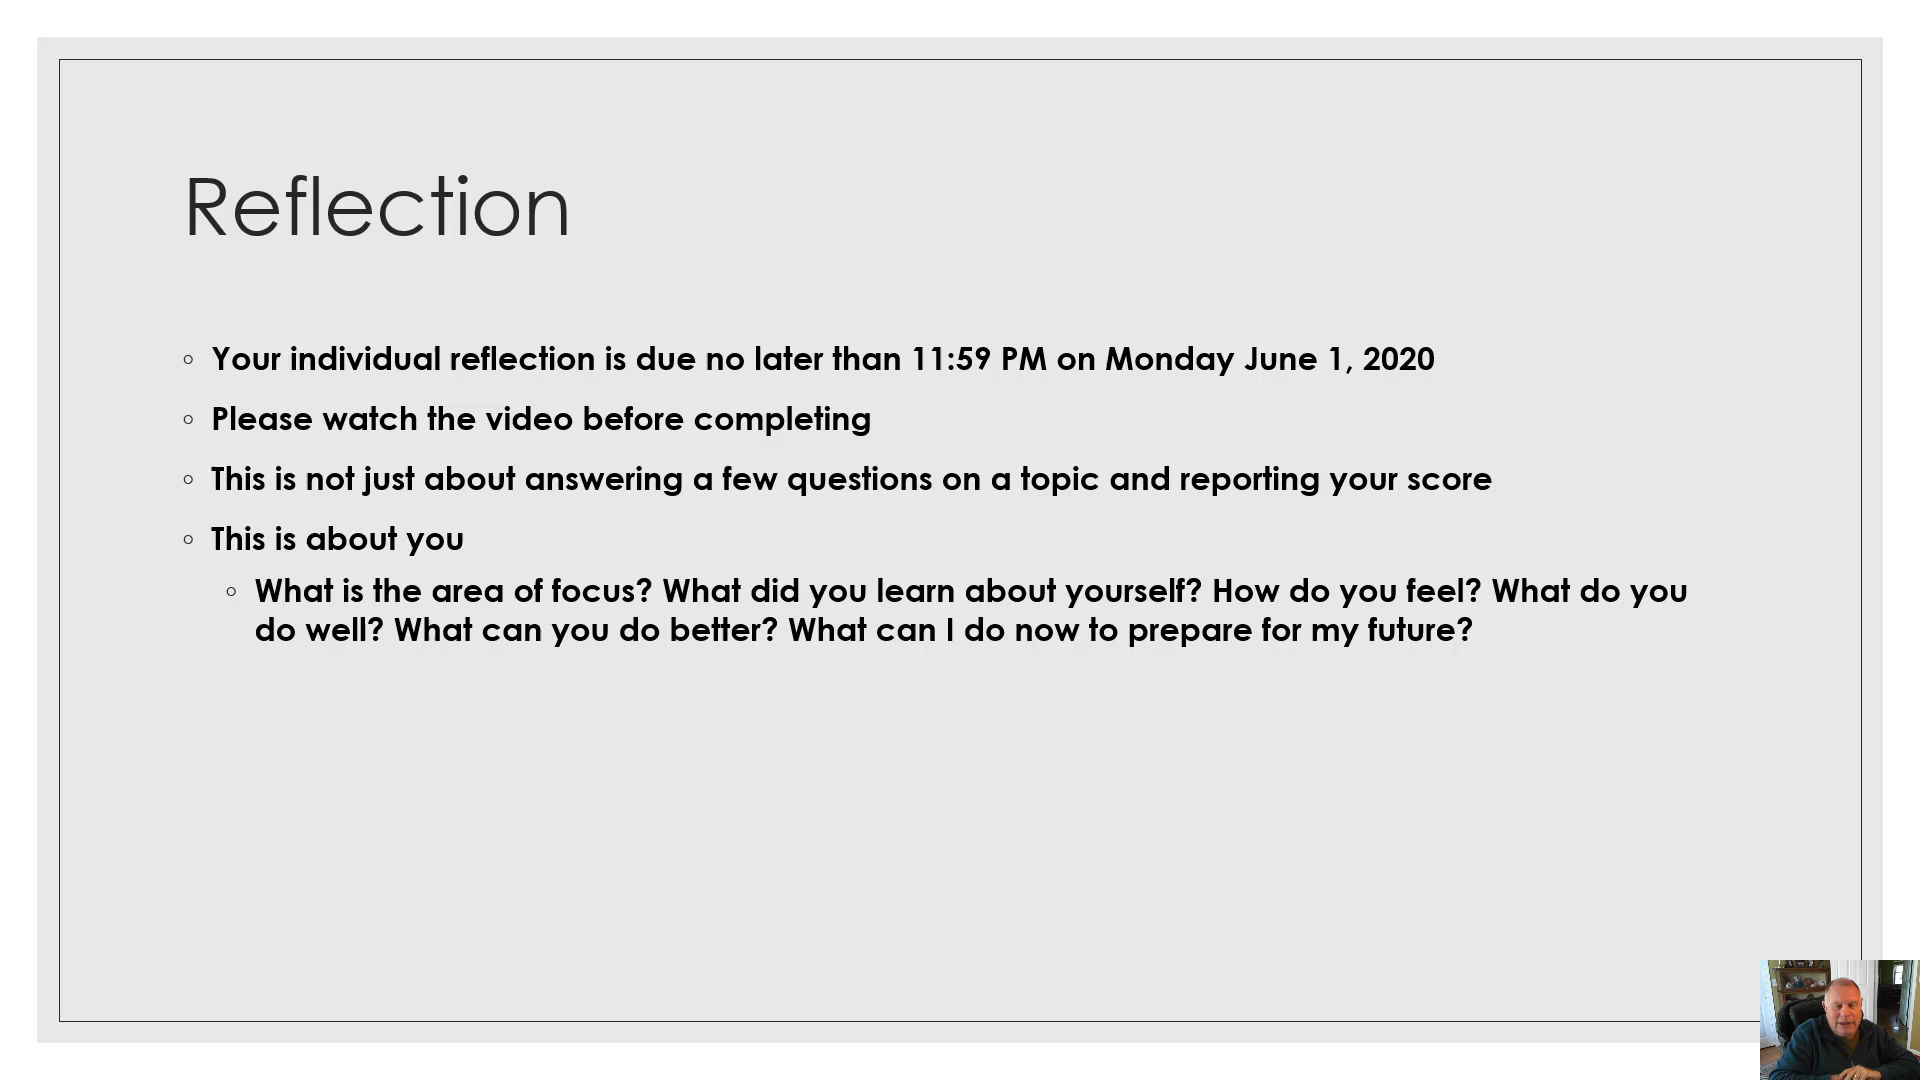 Reflection
Your individual reflection is due no later than 11:59 PM on Monday June 1, 2020
Please watch the video before completing
This is not just about answering a few questions on a topic and reporting your score
This is about you
What is the area of focus? What did you learn about yourself? How do you feel? What do you
do well? What can you do better? What can I do now to prepare for my future?